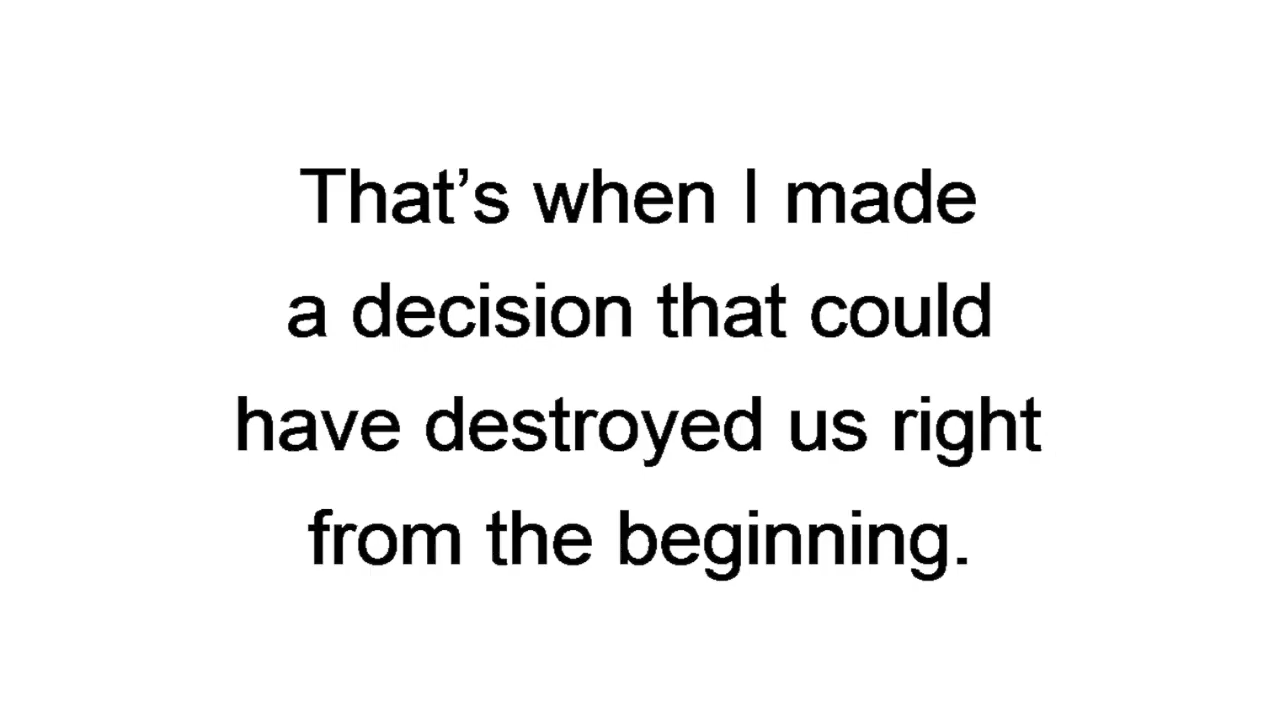 That’s when I made
a decision that could
have destroyed us right
from the beginning.